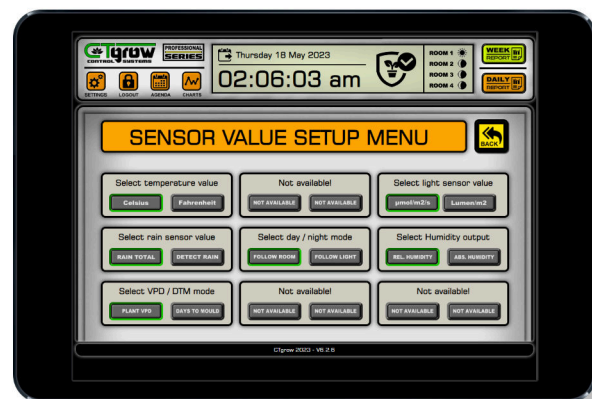 CTgrow
CONTROL SYSTEMS
PROFESSIONAL
SERIES
SETTINGS
LOGOUT
AGENDA
CHARTS
Thursday 18 May 2023
02:06:03 am
ROOM 1
ROOM 2
ROOM 3
ROOM 4
WEEK
REPORT
DAILY
REPORT
SENSOR VALUE SETUP MENU
BACK
Select temperature value
Celsius Fahrenheit
Not available!
NOT AVAILABLE NOT AVAILABLE
Select light sensor value
µmol/m2/s Lumen/m2
Select rain sensor value
RAIN TOTAL DETECT RAIN
Select day / night mode
FOLLOW ROOM FOLLOW LIGHT
Select Humidity output
REL. HUMIDITY ABS. HUMIDITY
Select VPD / DTM mode
PLANT VPD DAYS TO MOULD
Not available!
NOT AVAILABLE NOT AVAILABLE
Not available!
NOT AVAILABLE NOT AVAILABLE
CTgrow 2023 - V6.2.6